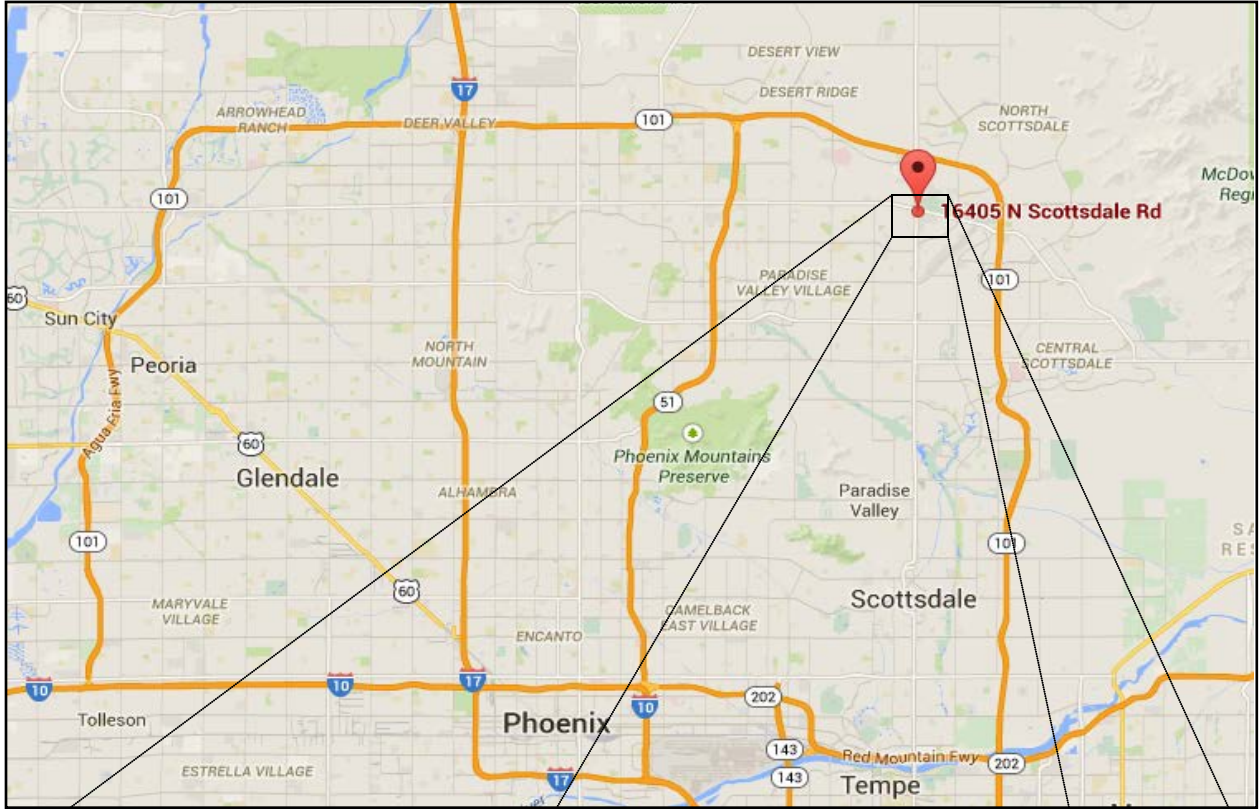 DESERT VIEW
17
DESERT RIDGE
ARROWHEAD
RANCH
DEER VALLEY
101
NORTH
SCOTTSDALE
McDow
Regi
101
16405 N Scottsdale Rd
60
101
PARADISE
VALLEY VILLAGE
Sun City
Peoria
NORTH
MOUNTAIN
CENTRAL
SCOTTSDALE
Agua Fria Fwy
51
60
Phoenix Mountains
Preserve
Glendale
ALHAMBRA
Paradise
Valley
SA
RES
101
101
60
MARYVALE
VILLAGE
Scottsdale
CAMELBACK
EAST VILLAGE
ENCANTO
10
10
17
202
10
Tolleson
Phoenix
143
Red Mountain Fwy
202
ESTRELLA VILLAGE
17
143
Tempe